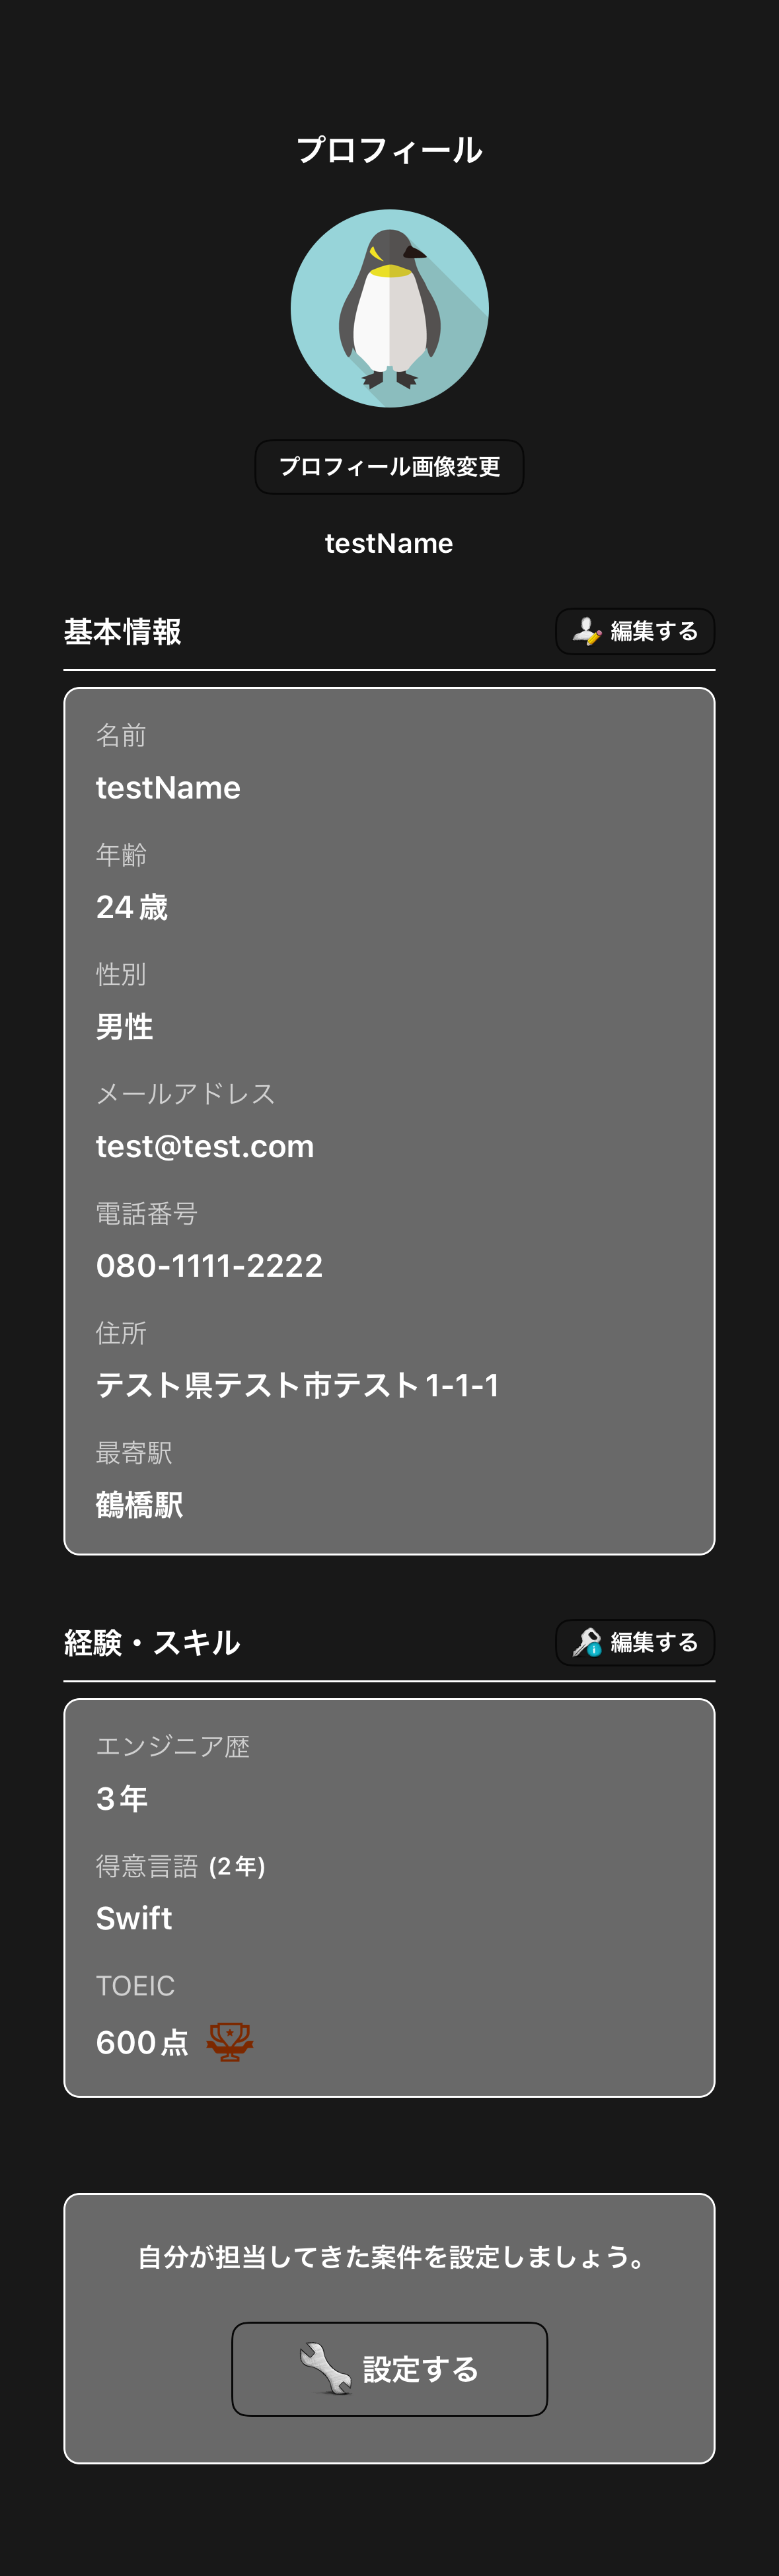 プロフィール
プロフィール画像変更
testName
基本情報
編集する
名前
testName
年齢
24歳
性別
男性
メールアドレス
test@test.com
電話番号
080-1111-2222
住所
テスト県テスト市テスト1-1-1
最寄駅
鶴橋駅
経験・スキル
編集する
エンジニア歴
3年
得意言語 (2年)
Swift
TOEIC
600点
自分が担当してきた案件を設定しましょう。
設定する